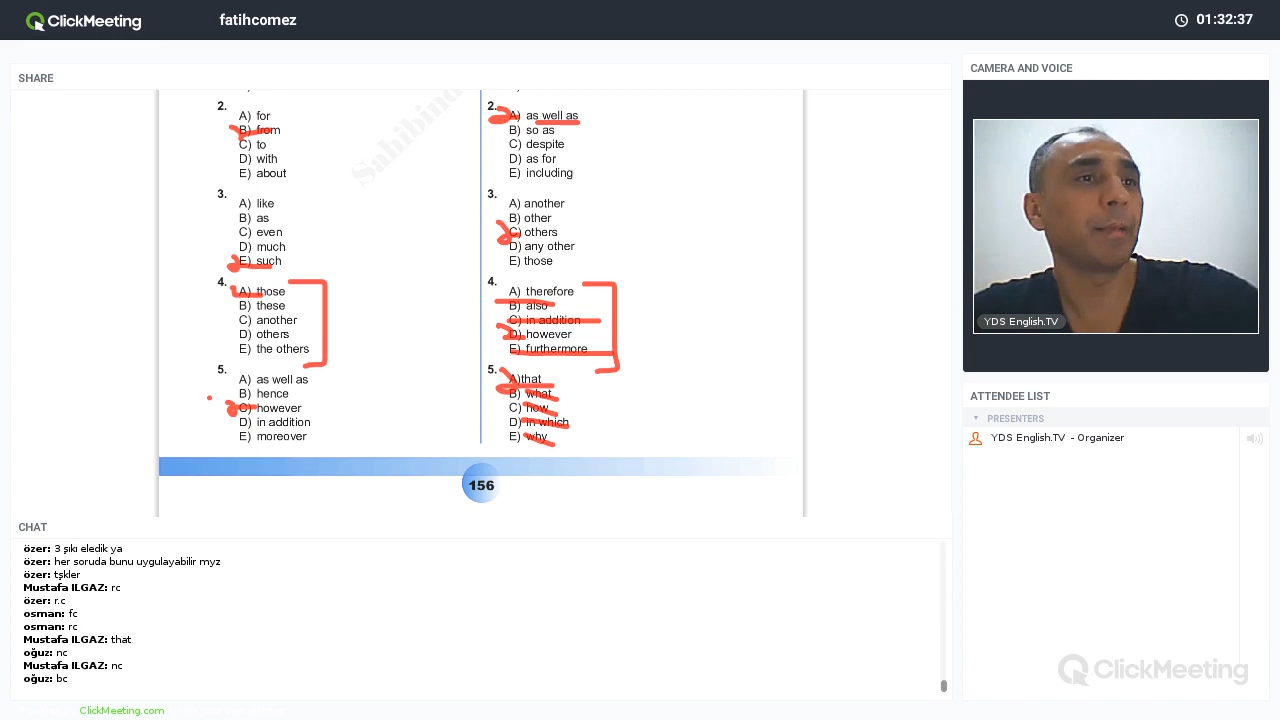 ClickMeeting
fatihcomez
01:32:37
SHARE
2.
A) for
B) from
C) to
D) with
E) about
3.
A) like
B) as
C) even
D) much
E) such
4.
A) those
B) these
C) another
D) others
E) the others
5.
A) as well as
B) hence
C) however
D) in addition
E) moreover
Sahibind
2.
A) as well as
B) so as
C) despite
D) as for
E) including
3.
A) another
B) other
C) others
D) any other
E) those
4.
A) therefore
B) also
C) in addition
D) however
E) furthermore
5.
A)that
B) what
C) how
D) in which
E) why
156
CAMERA AND VOICE
YDS English.TV
ATTENDEE LIST
PRESENTERS
YDS English.TV - Organizer
CHAT
özer: 3 şıkı eledik ya
özer: her soruda bunu uygulayabilir myz
özer: tşkler
Mustafa ILGAZ: rc
özer: r.c
osman: fc
osman: rc
Mustafa ILGAZ: that
oğuz: nc
Mustafa ILGAZ: nc
oğuz: bc
ClickMeeting
ClickMeeting.com